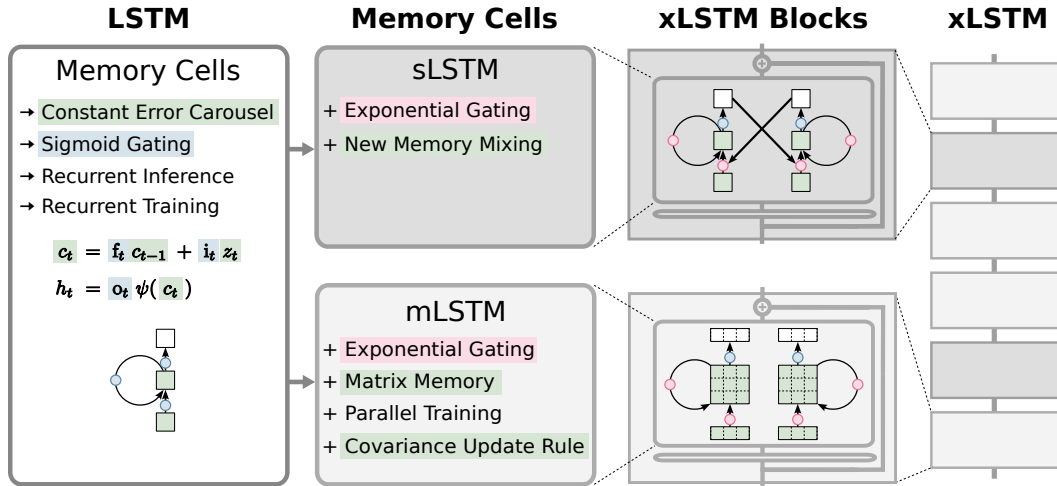 LSTM
Memory Cells
xLSTM Blocks
xLSTM
Memory Cells
→ Constant Error Carousel
→ Sigmoid Gating
→ Recurrent Inference
→ Recurrent Training
c_t = f_t c_{t-1} + i_t z_t
h_t = o_t ψ( c_t )
sLSTM
+ Exponential Gating
+ New Memory Mixing
mLSTM
+ Exponential Gating
+ Matrix Memory
+ Parallel Training
+ Covariance Update Rule